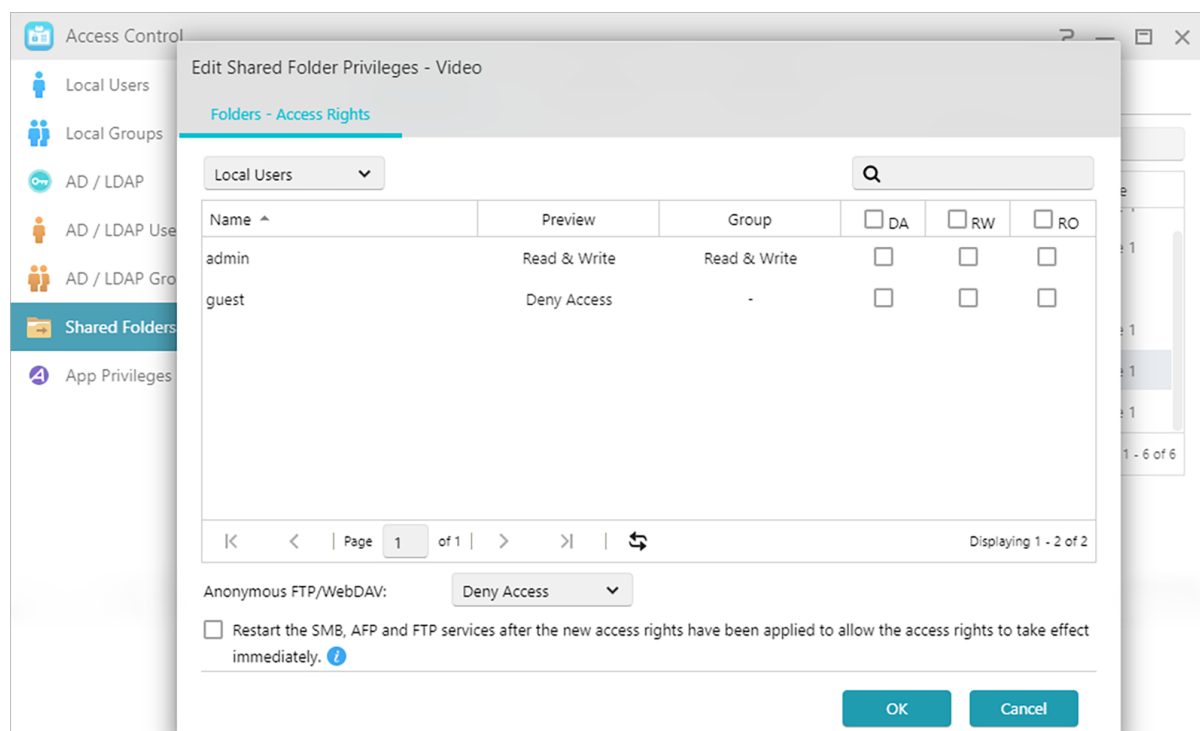 Access Control
Local Users
Local Groups
AD / LDAP
AD / LDAP Use
AD / LDAP Gro
Shared Folders
App Privileges
Edit Shared Folder Privileges - Video
Folders - Access Rights
Local Users
Name Preview Group DA RW RO
admin Read & Write Read & Write
guest Deny Access -
Page 1 of 1 Displaying 1 - 2 of 2
Anonymous FTP/WebDAV: Deny Access
Restart the SMB, AFP and FTP services after the new access rights have been applied to allow the access rights to take effect
immediately.
OK Cancel
e
e 1
e 1
e 1
e 1
1 - 6 of 6